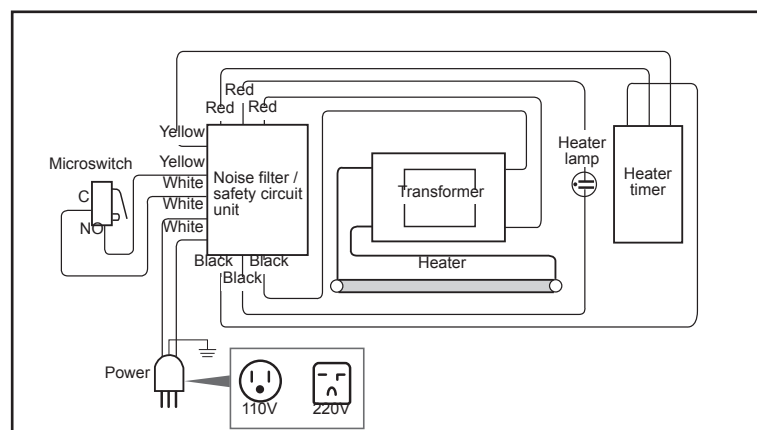 Red
Red
Red
Yellow
Yellow
White
White
White
Microswitch
C
NO
Noise filter /
safety circuit
unit
Black
Black
Black
Transformer
Heater
Heater
lamp
Heater
timer
Power
110V
220V